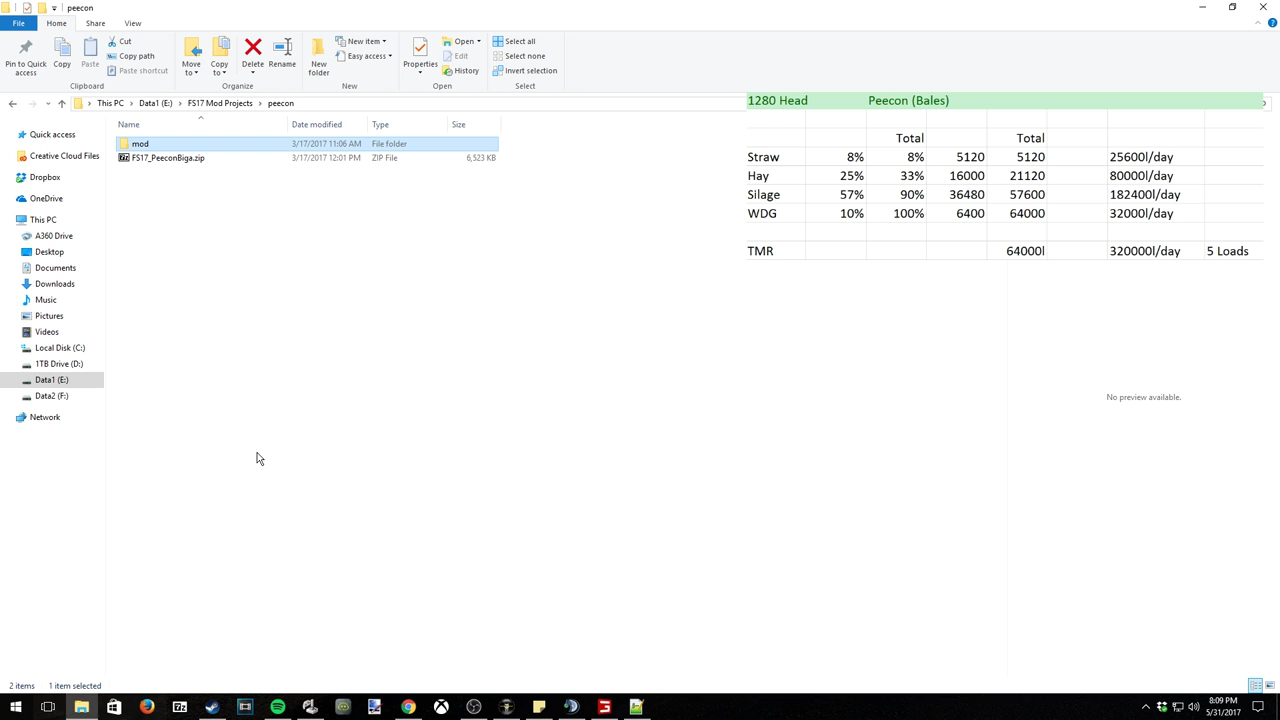 peecon
File
Home
Share
View
Pin to Quick access
Copy
Paste
Cut
Copy path
Paste shortcut
Clipboard
Move to
Copy to
Delete
Rename
Organize
New folder
New item
Easy access
New
Properties
Open
Edit
History
Open
Select all
Select none
Invert selection
Select
This PC
Data1 (E:)
FS17 Mod Projects
peecon
Name
Date modified
Type
Size
mod 3/17/2017 11:06 AM File folder
FS17_PeeconBiga.zip 3/17/2017 12:01 PM ZIP File 6,523 KB
Quick access
Creative Cloud Files
Dropbox
OneDrive
This PC
A360 Drive
Desktop
Documents
Downloads
Music
Pictures
Videos
Local Disk (C:)
1TB Drive (D:)
Data1 (E:)
Data2 (F:)
Network
1280 Head Peecon (Bales)
Total Total
Straw 8% 8% 5120 5120 25600l/day
Hay 25% 33% 16000 21120 80000l/day
Silage 57% 90% 36480 57600 182400l/day
WDG 10% 100% 6400 64000 32000l/day
TMR 64000l 320000l/day 5 Loads
No preview available.
2 items 1 item selected
8:09 PM
5/31/2017